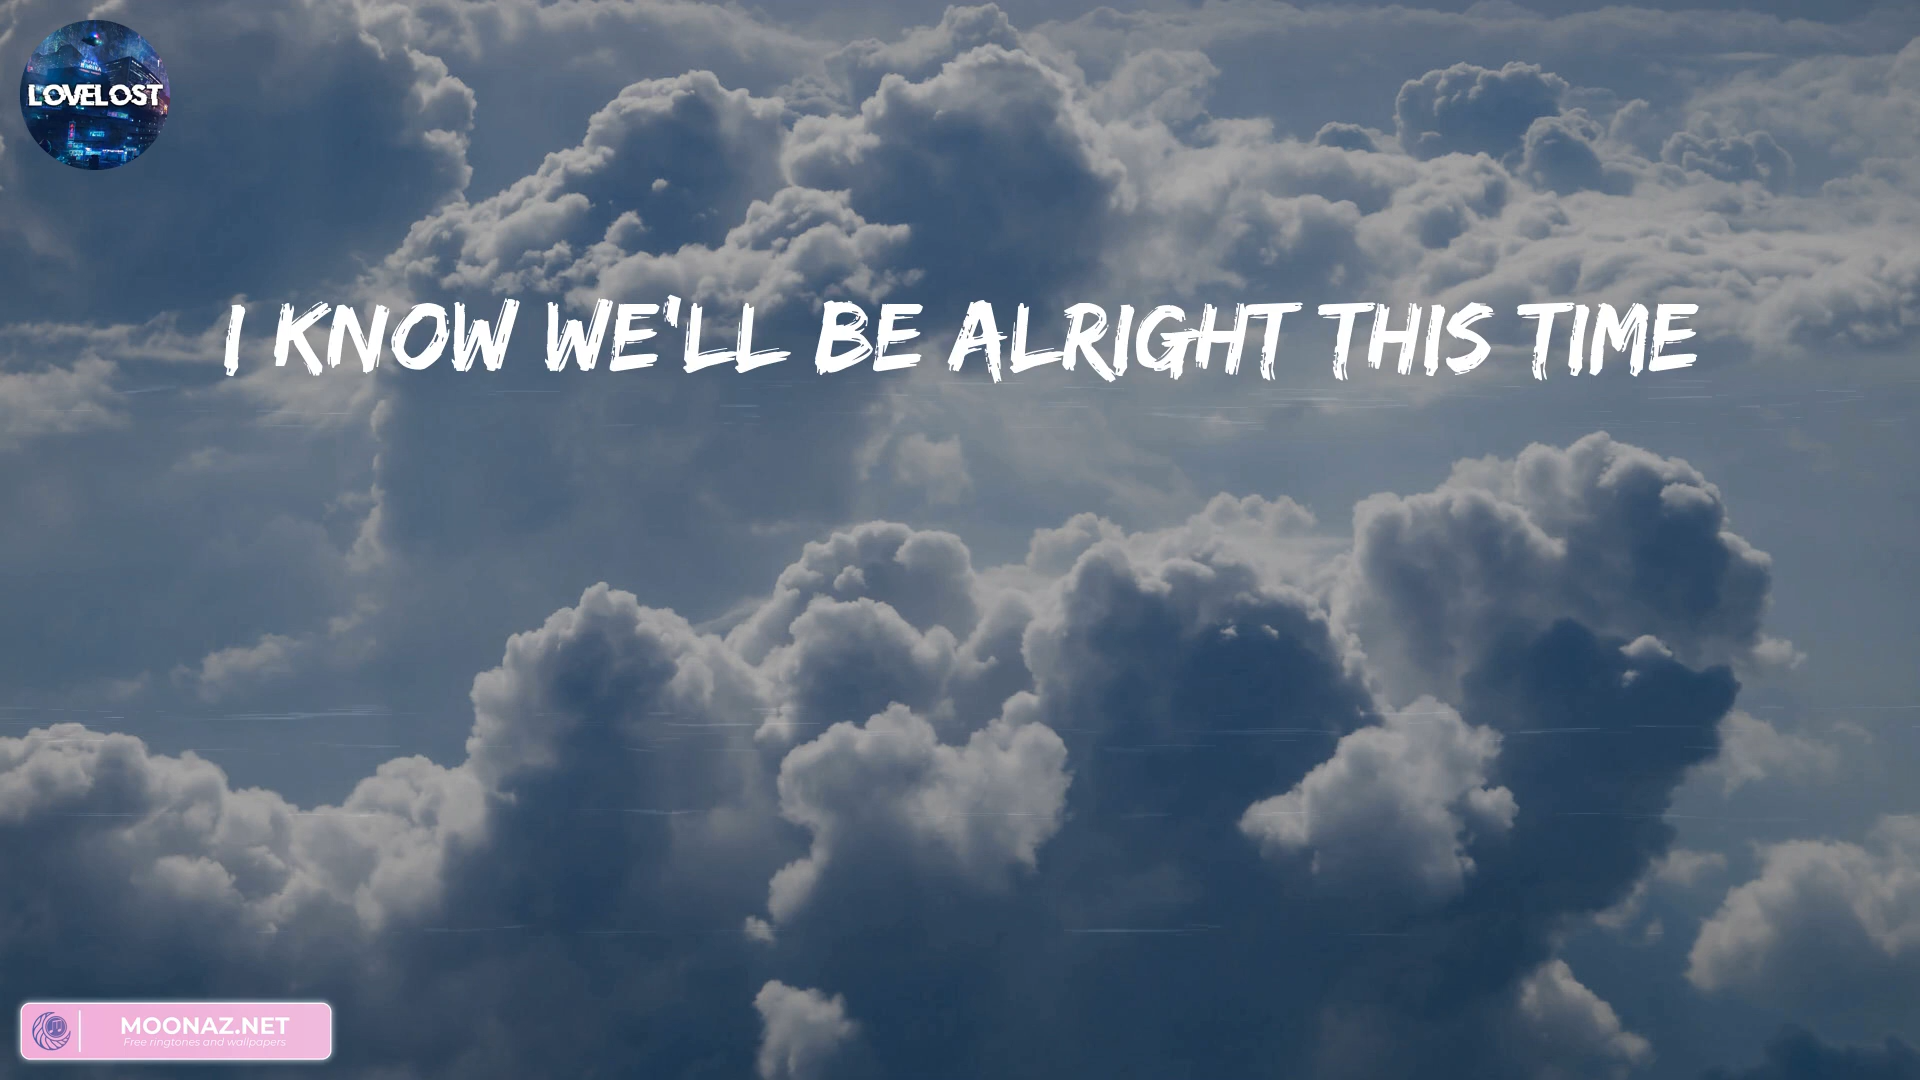 LOVELOST
I KNOW WE'LL BE ALRIGHT THIS TIME
MOONAZ.NET
Free ringtones and wallpapers